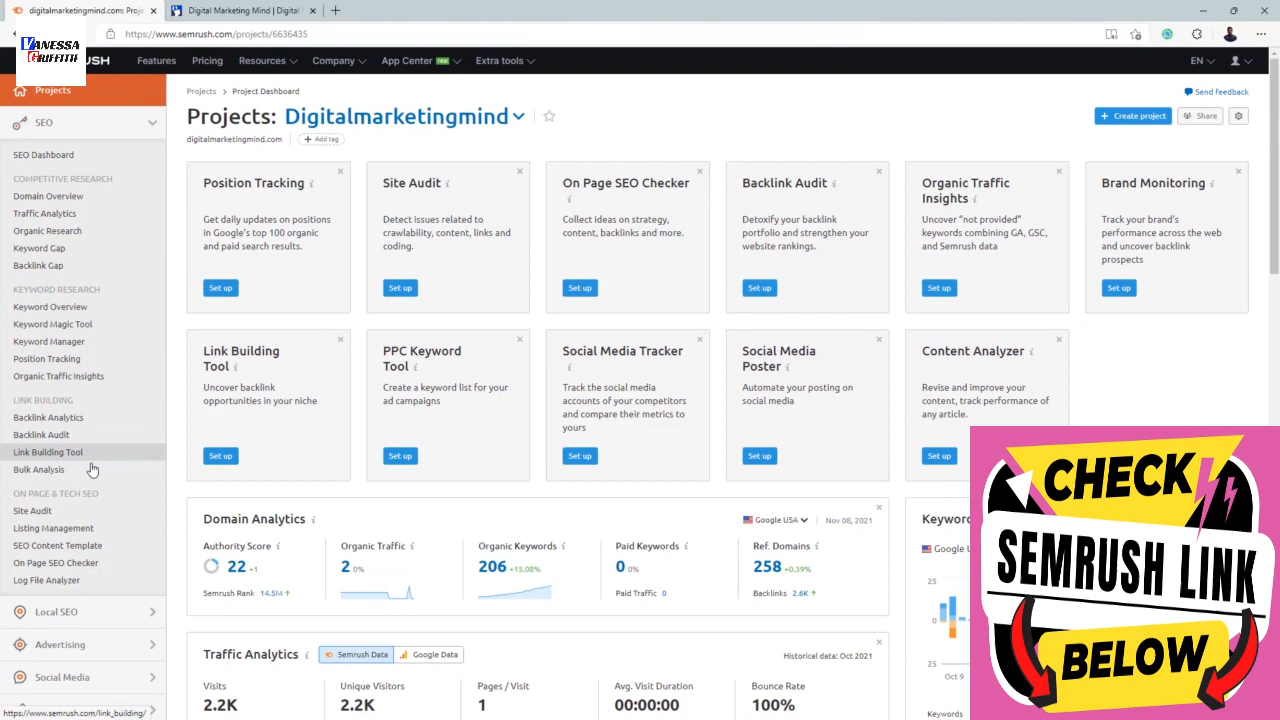 digitalmarketingmind.com: Proje
Digital Marketing Mind | Digital
https://www.semrush.com/projects/6636435
VANESSA
GRIFFITH
RUSH
Features
Pricing
Resources
Company
App Center
new
Extra tools
EN
Projects
SEO
SEO Dashboard
COMPETITIVE RESEARCH
Domain Overview
Traffic Analytics
Organic Research
Keyword Gap
Backlink Gap
KEYWORD RESEARCH
Keyword Overview
Keyword Magic Tool
Keyword Manager
Position Tracking
Organic Traffic Insights
LINK BUILDING
Backlink Analytics
Backlink Audit
Link Building Tool
Bulk Analysis
ON PAGE & TECH SEO
Site Audit
Listing Management
SEO Content Template
On Page SEO Checker
Log File Analyzer
Local SEO
Advertising
Social Media
https://www.semrush.com/link_building/
Projects > Project Dashboard
Send feedback
Projects: Digitalmarketingmind
+ Create project
Share
digitalmarketingmind.com
+ Add tag
Position Tracking
Get daily updates on positions
in Google's top 100 organic
and paid search results.
Set up
Site Audit
Detect issues related to
crawlability, content, links and
coding.
Set up
On Page SEO Checker
Collect ideas on strategy,
content, backlinks and more.
Set up
Backlink Audit
Detoxify your backlink
portfolio and strengthen your
website rankings.
Set up
Organic Traffic
Insights
Uncover "not provided"
keywords combining GA, GSC,
and Semrush data
Set up
Brand Monitoring
Track your brand's
performance across the web
and uncover backlink
prospects
Set up
Link Building
Tool
Uncover backlink
opportunities in your niche
Set up
PPC Keyword
Tool
Create a keyword list for your
ad campaigns
Set up
Social Media Tracker
Track the social media
accounts of your competitors
and compare their metrics to
yours
Set up
Social Media
Poster
Automate your posting on
social media
Set up
Content Analyzer
Revise and improve your
content, track performance of
any article.
Set up
Domain Analytics
Google USA
Nov 08, 2021
Authority Score
22 +1
Semrush Rank 14.5M
Organic Traffic
2 0%
Organic Keywords
206 +15.08%
Paid Keywords
0 0%
Paid Traffic 0
Ref. Domains
258 +0.39%
Backlinks 2.6K
Keyword
Google
25
0
25
Oct 9
Keywords
Traffic Analytics
Semrush Data
Google Data
Historical data: Oct 2021
Visits
2.2K
Unique Visitors
2.2K
Pages / Visit
1
Avg. Visit Duration
00:00:00
Bounce Rate
100%
CHECK
SEMRUSH LINK
BELOW